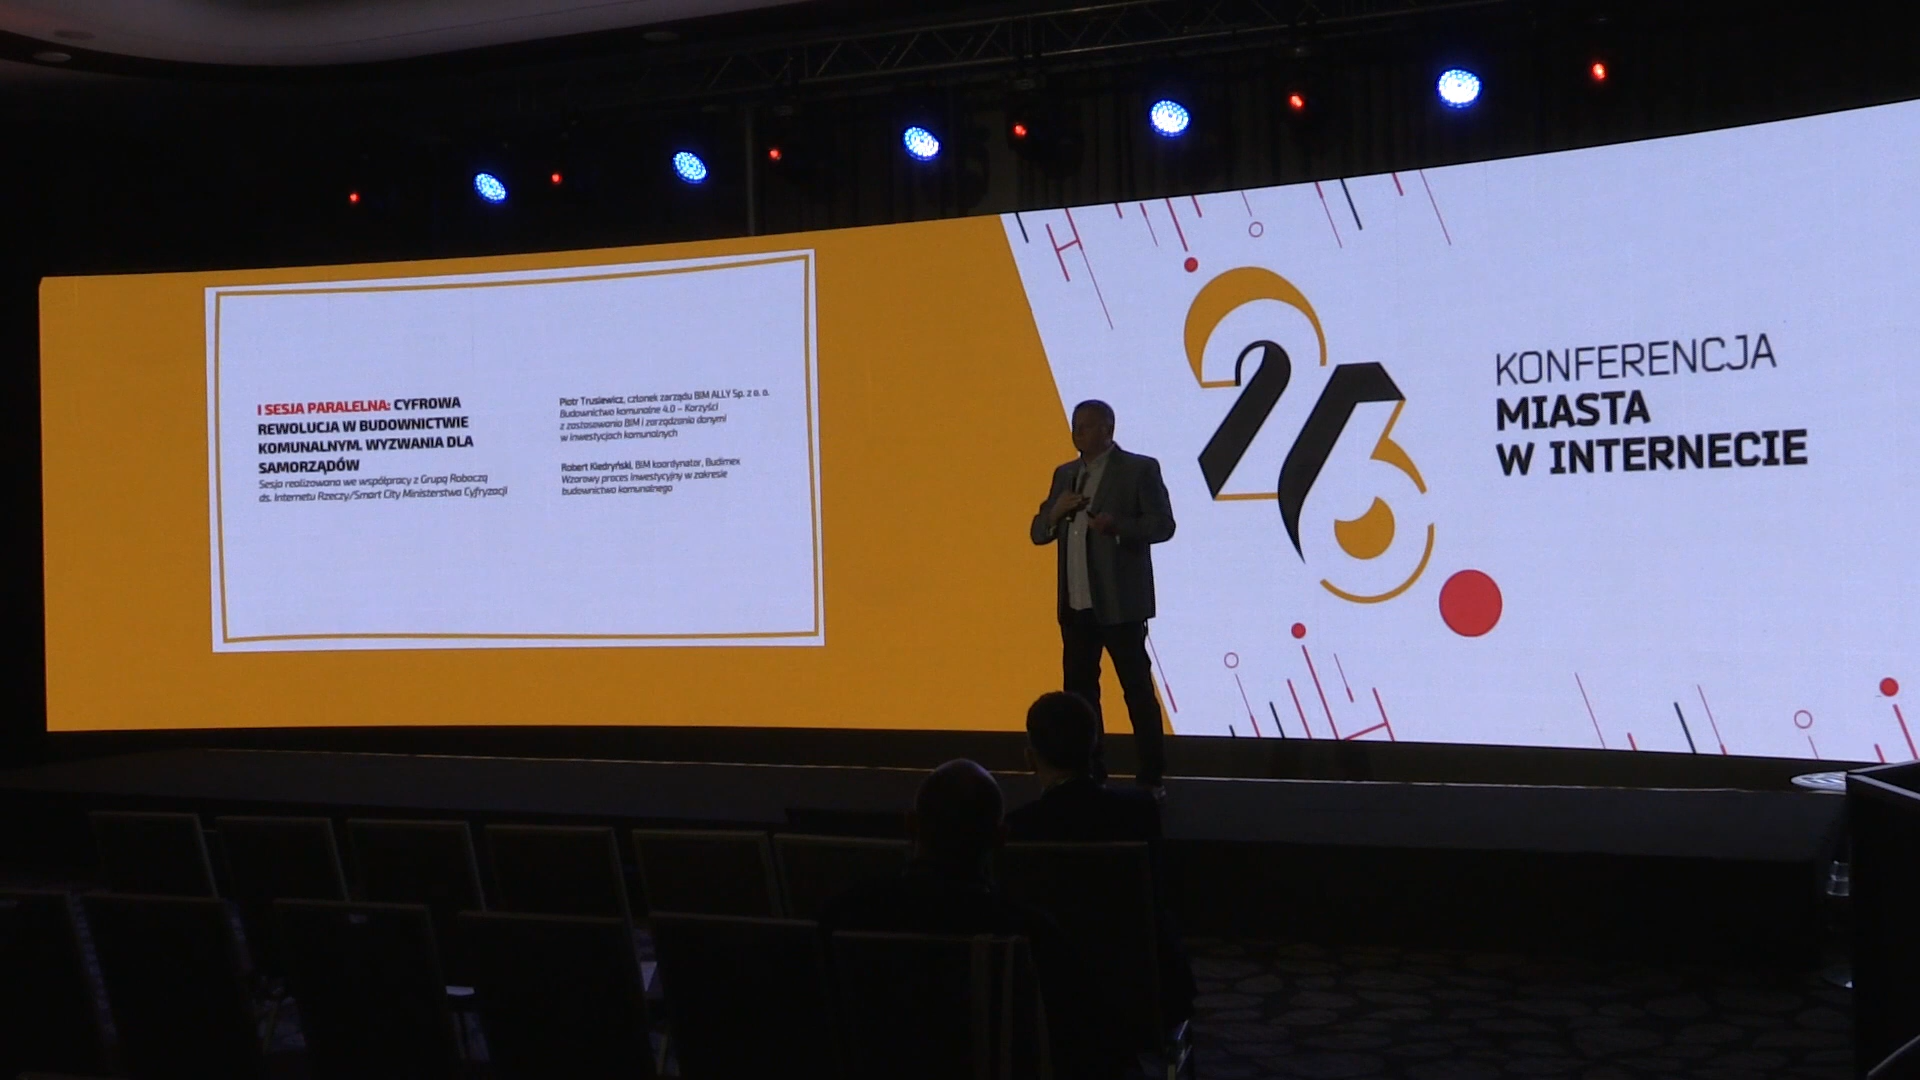 I SESJA PARALELNA: CYFROWA
REWOLUCJA W BUDOWNICTWIE
KOMUNALNYM. WYZWANIA DLA
SAMORZĄDÓW
Sesja realizowana we współpracy z Grupą Roboczą
ds. Internetu Rzeczy/Smart City Ministerstwa Cyfryzacji
Piotr Trusiewicz, członek zarządu BIM ALLY Sp. z o. o.
Budownictwo komunalne 4.0 – Korzyści
z zastosowania BIM i zarządzania danymi
w inwestycjach komunalnych
Robert Kiedryński, BIM koordynator, Budimex
Wzorowy proces inwestycyjny w zakresie
budownictwa komunalnego
26
KONFERENCJA
MIASTA
W INTERNECIE